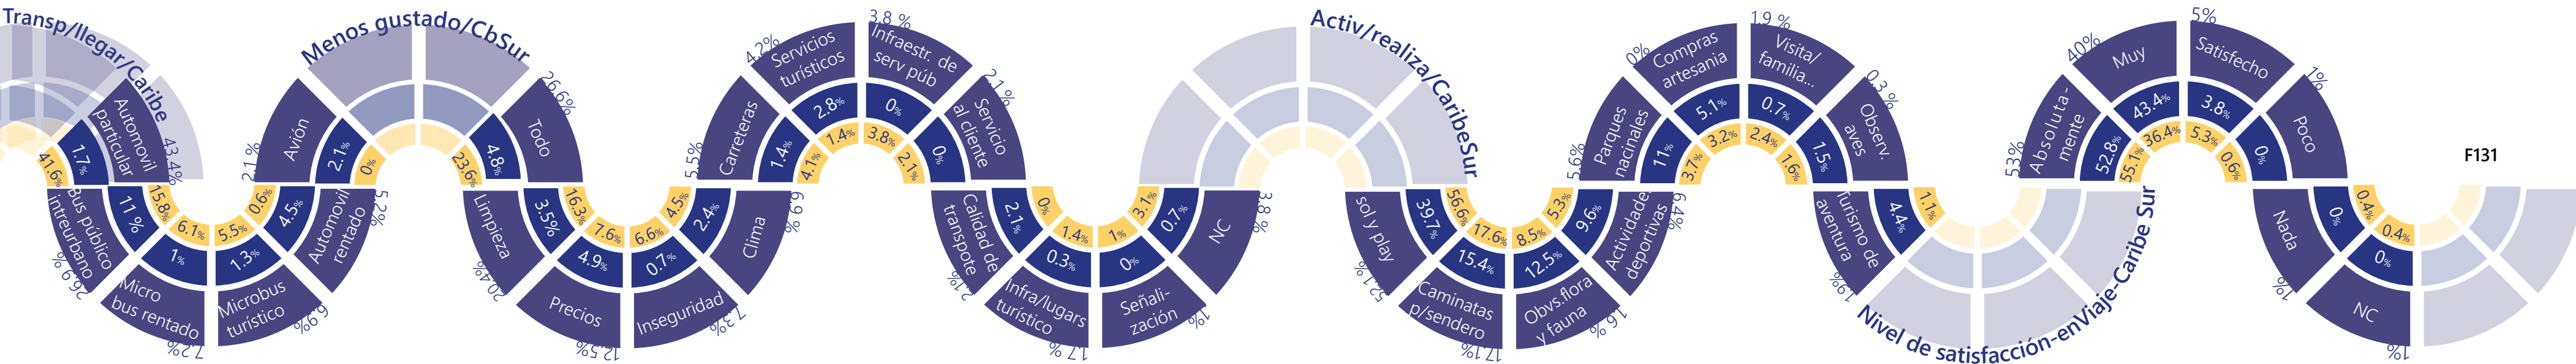 Transp/llegar/Caribe
Automovil
particular
43.4%
1.7%
41.6%
Bus público
intreurbano
26.9 %
11 %
15.8%
Micro
bus rentado
7.2%
1%
6.1%
Microbus
turístico
6.9%
1.3%
5.5%
Automovil
rentado
5.2%
4.5%
0.6%
Avión
2.1 %
2.1%
0%
Menos gustado/CbSur
Todo
26.6%
4.8%
23.6%
Limpieza
20.4%
3.5%
16.3%
Precios
12.5%
4.9%
7.6%
Inseguridad
7.3%
0.7%
6.6%
Clima
6.9 %
2.4%
4.5%
Carreteras
5.5%
1.4%
4.1%
Servicios
turísticos
4.2%
2.8%
1.4%
Infraestr. de
serv púb
3.8 %
0%
3.8%
Servicio
al cliente
2.1 %
0%
2.1%
Calidad de
transpote
2.1%
2.1%
0%
Infra/lugars
turístico
1.7 %
0.3%
1.4%
Señali-
zación
1%
0%
1%
NC
3.8 %
0.7%
3.1%
Activ/realiza/CaribeSur
sol y play
52.1 %
39.7%
56.6%
Caminatas
p/sendero
17.1%
15.4%
17.6%
Obvs.flora
y fauna
1.6 %
12.5%
8.5%
Actividades
deportivas
6.4%
9.6%
5.3%
Parques
nacinales
5.6%
11%
3.7%
Compras
artesania
0%
5.1%
3.2%
Visita/
familia...
1.9 %
0.7%
2.4%
Observ.
aves
0.3 %
1.5%
1.6%
Turismo de
aventura
1.9%
4.4%
1.1%
Nivel de satisfacción-enViaje-Caribe Sur
Absoluta-
mente
53%
52.8%
55.1%
Muy
40%
43.4%
36.4%
Satisfecho
5%
3.8%
5.3%
Poco
1%
0%
0.6%
Nada
1%
0%
0.4%
NC
1%
0%
0.4%
F131